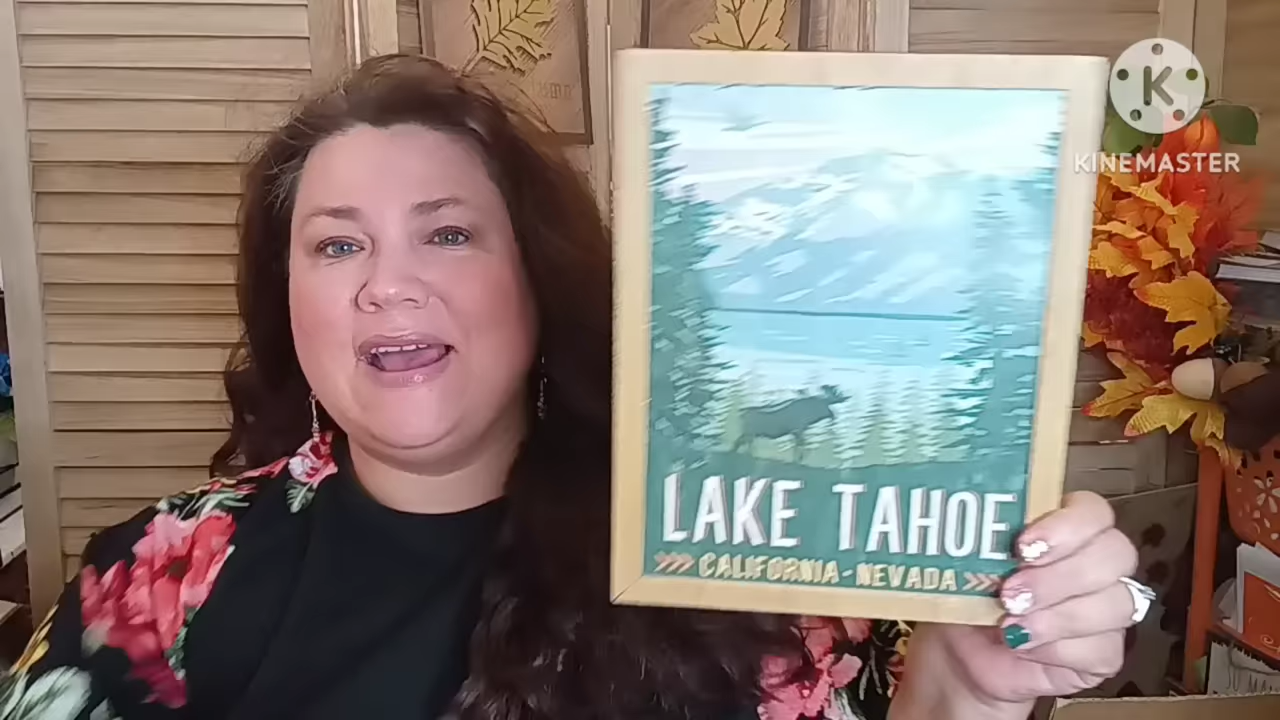 LAKE TAHOE
>>> CALIFORNIA - NEVADA >>>
K
KINEMASTER